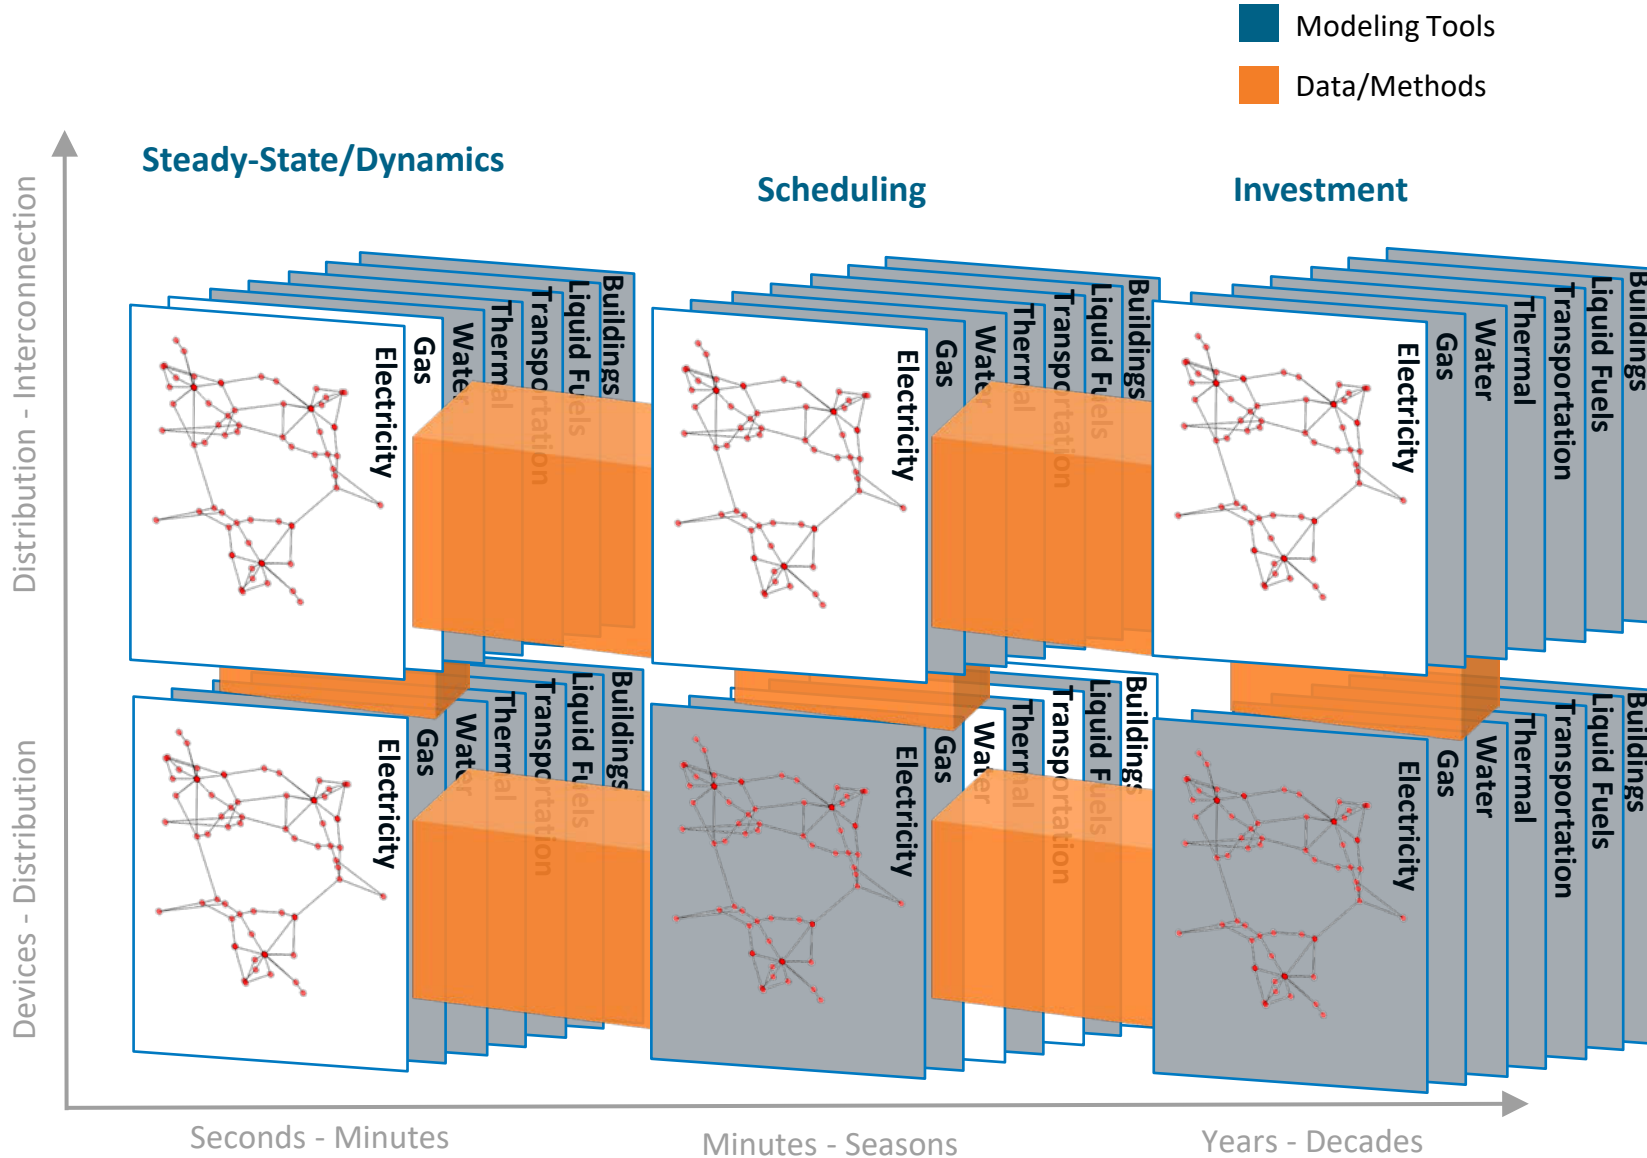 Modeling Tools
Data/Methods
Steady-State/Dynamics
Scheduling
Investment
Distribution - Interconnection
Devices - Distribution
Electricity
Gas
Water
Thermal
Transportation
Liquid Fuels
Buildings
Electricity
Gas
Water
Thermal
Transportation
Liquid Fuels
Buildings
Electricity
Gas
Water
Thermal
Transportation
Liquid Fuels
Buildings
Electricity
Gas
Water
Thermal
Transportation
Liquid Fuels
Buildings
Electricity
Gas
Water
Thermal
Transportation
Liquid Fuels
Buildings
Electricity
Gas
Water
Thermal
Transportation
Liquid Fuels
Buildings
Seconds - Minutes
Minutes - Seasons
Years - Decades